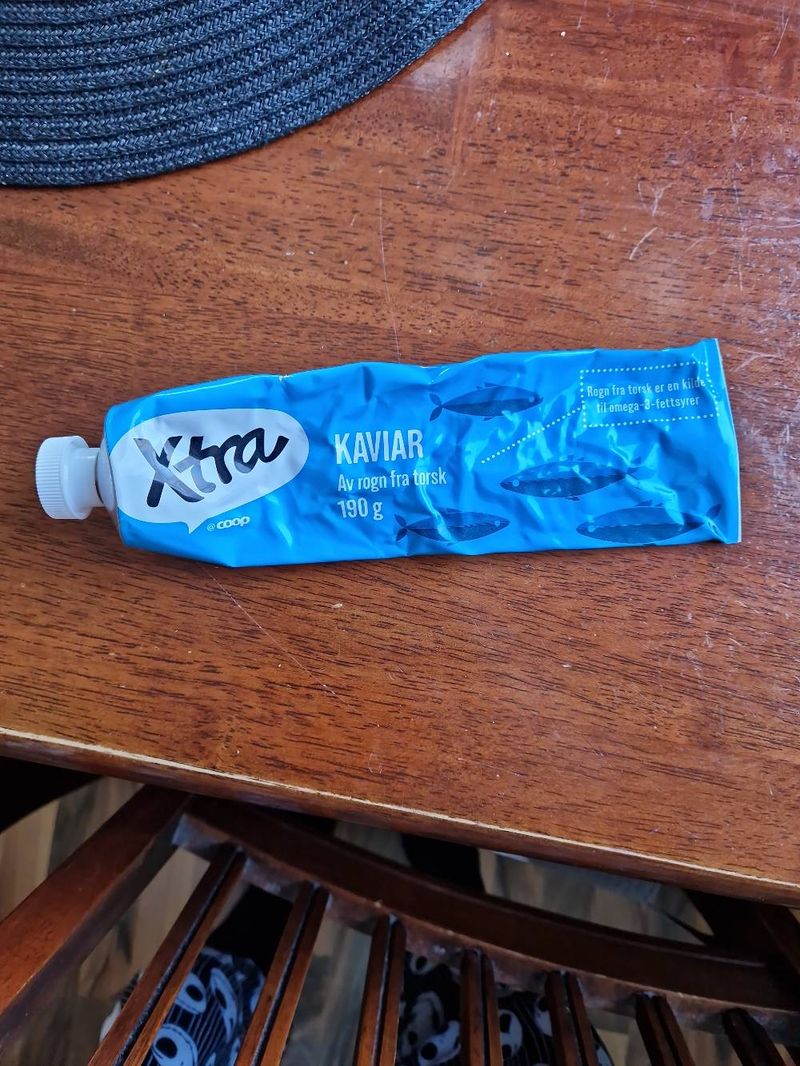 Xtra
@ coop
KAVIAR
Av rogn fra torsk
190 g
Rogn fra torsk er en kilde
til omega-3-fettsyrer